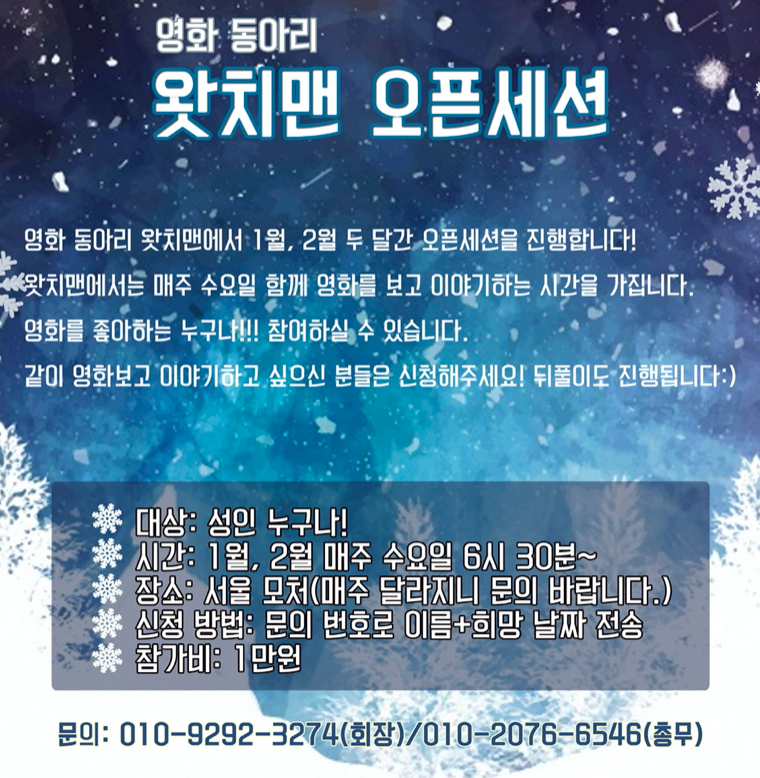 영화 동아리
왓치맨 오픈세션
영화 동아리 왓치맨에서 1월, 2월 두 달간 오픈세션을 진행합니다!
왓치맨에서는 매주 수요일 함께 영화를 보고 이야기하는 시간을 가집니다.
영화를 좋아하는 누구나!!! 참여하실 수 있습니다.
같이 영화보고 이야기하고 싶으신 분들은 신청해주세요! 뒤풀이도 진행됩니다:)
대상: 성인 누구나!
시간: 1월, 2월 매주 수요일 6시 30분~
장소: 서울 모처(매주 달라지니 문의 바랍니다.)
신청 방법: 문의 번호로 이름+희망 날짜 전송
참가비: 1만원
문의: 010-9292-3274(회장)/010-2076-6546(총무)